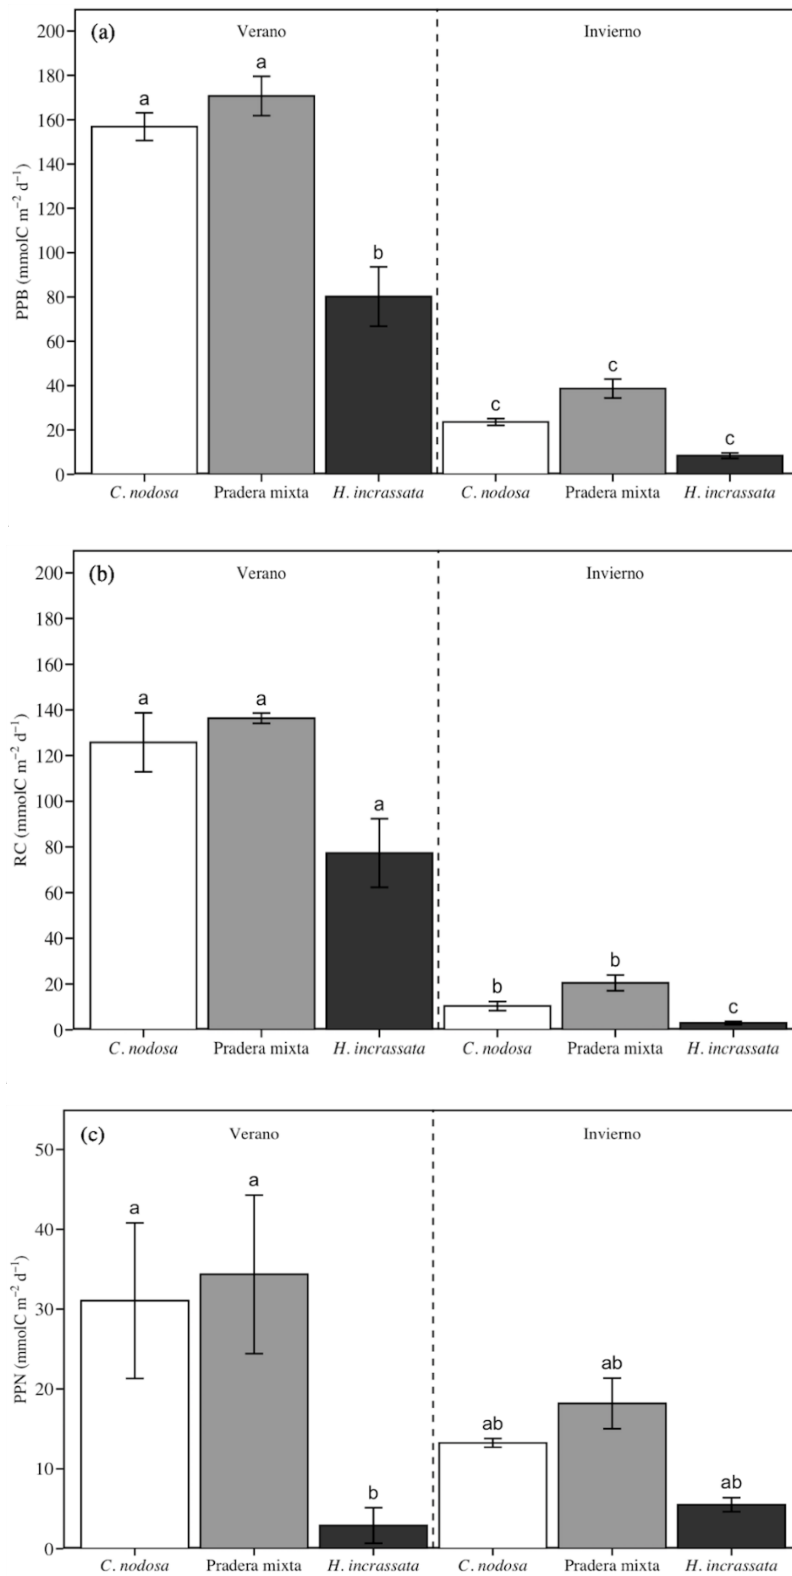 (a) Verano Invierno
PPB (mmolC m⁻² d⁻¹)
200
180
160
140
120
100
80
60
40
20
0
a a b c c c
C. nodosa Pradera mixta H. incrassata C. nodosa Pradera mixta H. incrassata
(b) Verano Invierno
RC (mmolC m⁻² d⁻¹)
200
180
160
140
120
100
80
60
40
20
0
a a a b b c
C. nodosa Pradera mixta H. incrassata C. nodosa Pradera mixta H. incrassata
(c) Verano Invierno
PPN (mmolC m⁻² d⁻¹)
50
40
30
20
10
0
a a b ab ab ab
C. nodosa Pradera mixta H. incrassata C. nodosa Pradera mixta H. incrassata